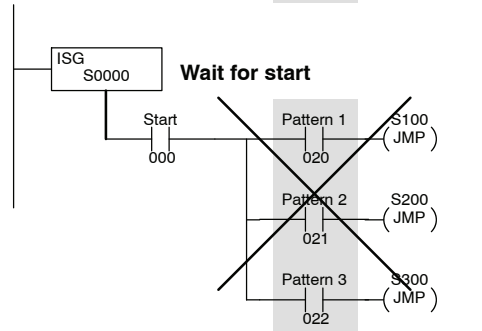 ISG
S0000
Wait for start
Start
000
Pattern 1
020
S100
JMP
Pattern 2
021
S200
JMP
Pattern 3
022
S300
JMP